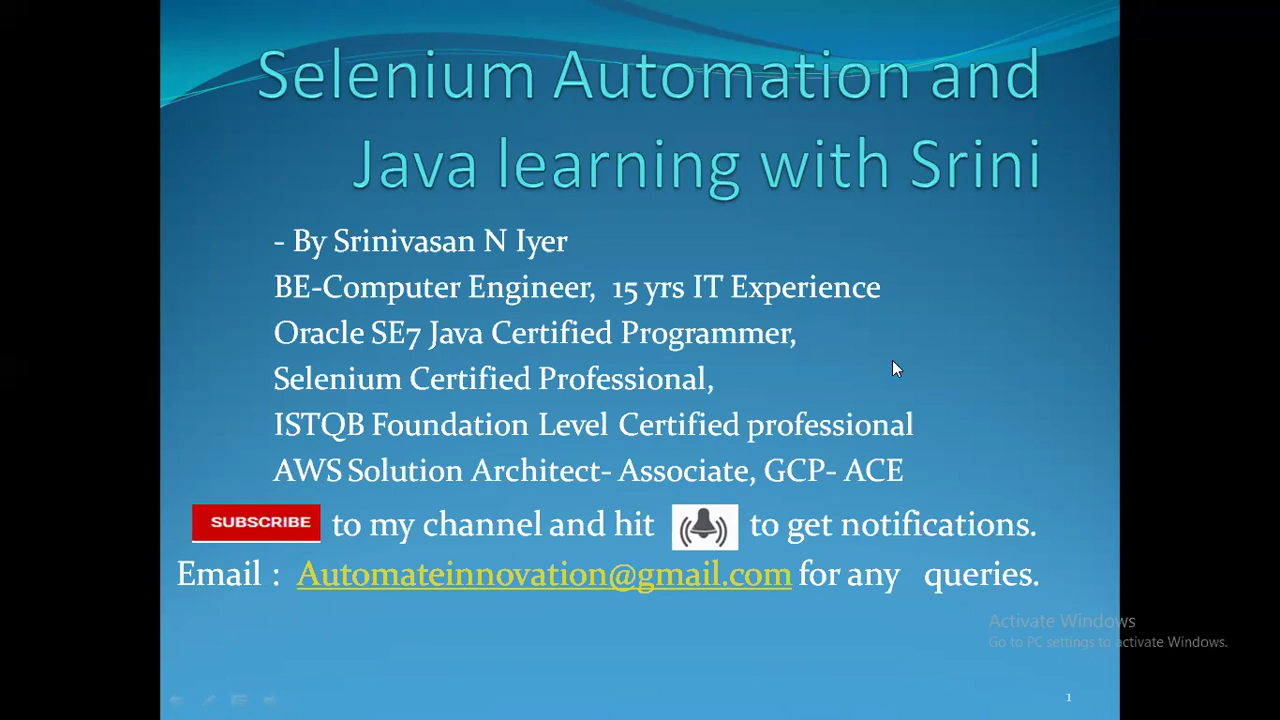 Selenium Automation and
Java learning with Srini
- By Srinivasan N Iyer
BE-Computer Engineer, 15 yrs IT Experience
Oracle SE7 Java Certified Programmer,
Selenium Certified Professional,
ISTQB Foundation Level Certified professional
AWS Solution Architect- Associate, GCP- ACE
SUBSCRIBE to my channel and hit to get notifications.
Email : Automateinnovation@gmail.com for any queries.
Activate Windows
Go to PC settings to activate Windows.
1